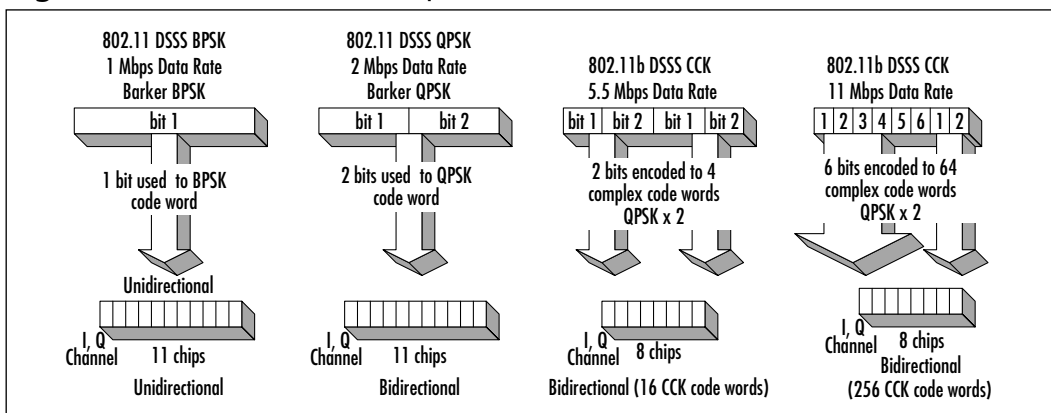 802.11 DSSS BPSK
1 Mbps Data Rate
Barker BPSK
bit 1
1 bit used to BPSK
code word
Unidirectional
I, Q
Channel
11 chips
Unidirectional
802.11 DSSS QPSK
2 Mbps Data Rate
Barker QPSK
bit 1 bit 2
2 bits used to QPSK
code word
I, Q
Channel
11 chips
Bidirectional
802.11b DSSS CCK
5.5 Mbps Data Rate
bit 1 bit 2 bit 1 bit 2
2 bits encoded to 4
complex code words
QPSK x 2
I, Q
Channel
8 chips
Bidirectional (16 CCK code words)
802.11b DSSS CCK
11 Mbps Data Rate
1 2 3 4 5 6 1 2
6 bits encoded to 64
complex code words
QPSK x 2
I, Q
Channel
8 chips
Bidirectional
(256 CCK code words)